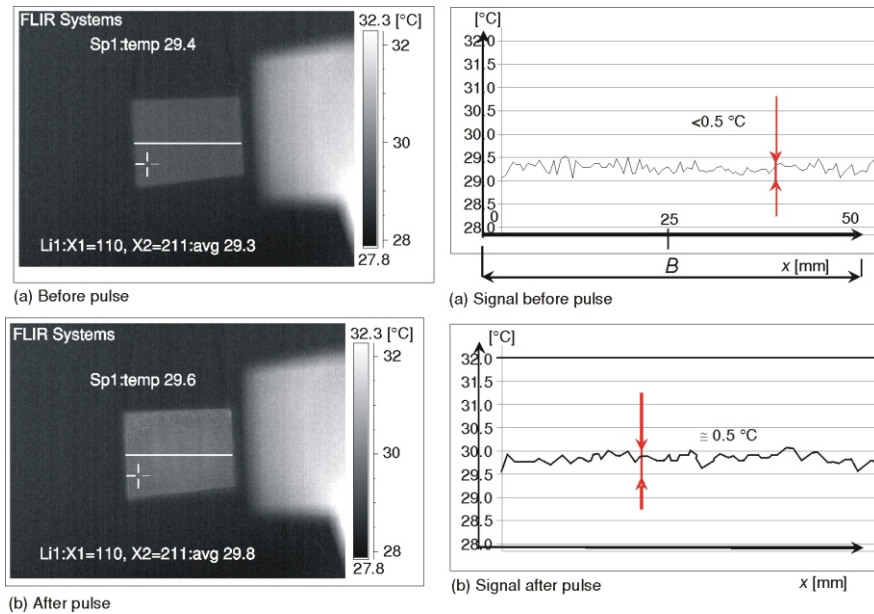 FLIR Systems
Sp1:temp 29.4
Li1:X1=110, X2=211:avg 29.3
32.3 [°C]
32
30
28
27.8
(a) Before pulse
[°C]
32.0
31.5
31.0
30.5
30.0
29.5
29.0
28.5
28.0
<0.5 °C
0
25
50
B
x [mm]
(a) Signal before pulse
FLIR Systems
Sp1:temp 29.6
Li1:X1=110, X2=211:avg 29.8
32.3 [°C]
32
30
28
27.8
(b) After pulse
[°C]
32.0
31.5
31.0
30.5
30.0
29.5
29.0
28.5
28.0
≅ 0.5 °C
(b) Signal after pulse
x [mm]